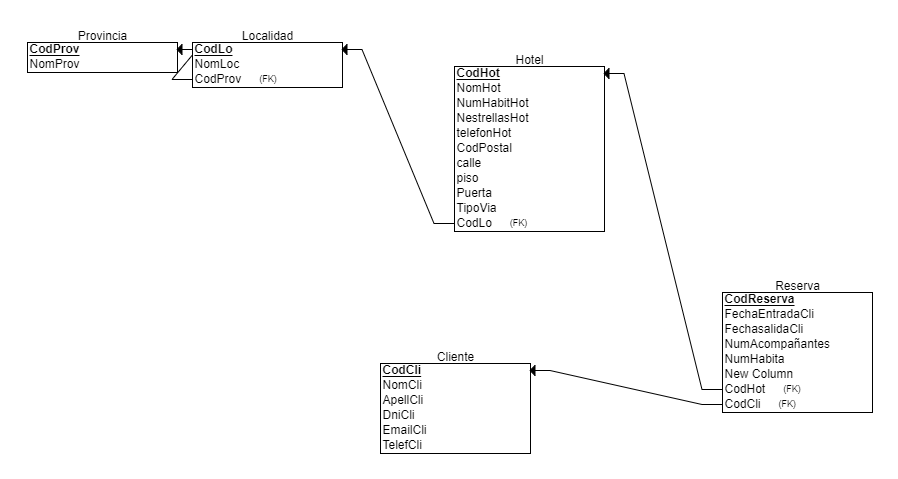 Provincia
CodProv
NomProv
Localidad
CodLo
NomLoc
CodProv (FK)
Hotel
CodHot
NomHot
NumHabitHot
NestrellasHot
telefonHot
CodPostal
calle
piso
Puerta
TipoVia
CodLo (FK)
Reserva
CodReserva
FechaEntradaCli
FechasalidaCli
NumAcompañantes
NumHabita
New Column
CodHot (FK)
CodCli (FK)
Cliente
CodCli
NomCli
ApellCli
DniCli
EmailCli
TelefCli